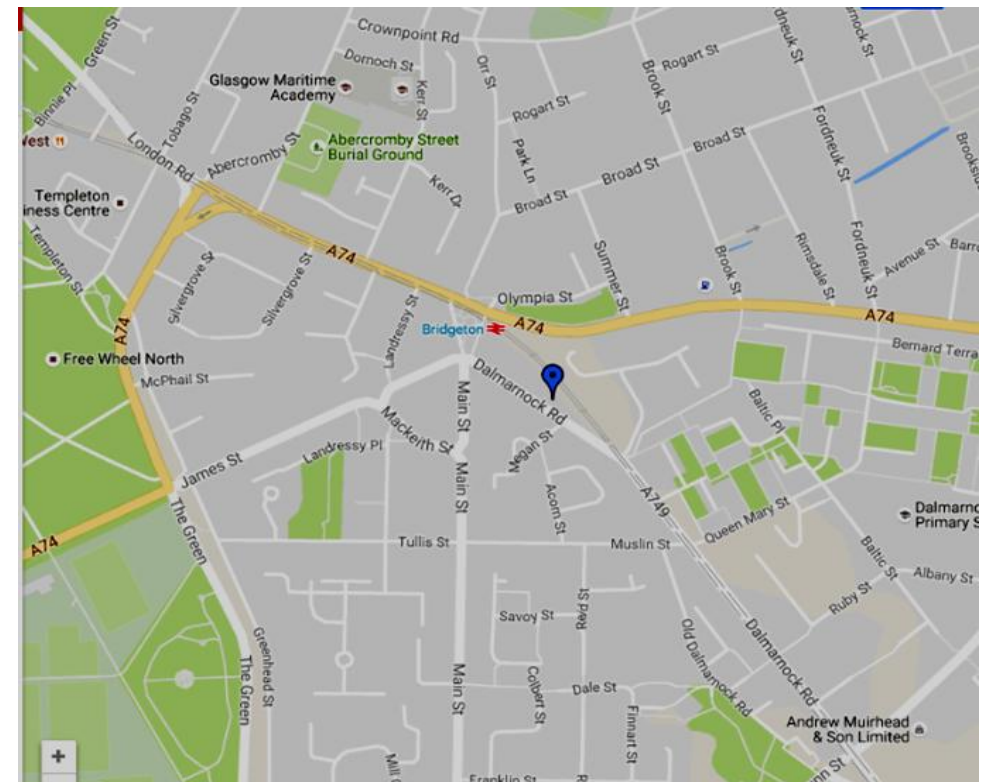 Green St
Crownpoint Rd
Dornoch St
Orr St
Rogart St
Brook St
Glasgow Maritime
Academy
Kerr St
Rogart St
Binnie Pl
Tobago St
Fordneuk St
London Rd
Abercromby St
Abercromby Street
Burial Ground
Park Ln
Broad St
Broad St
Broad St
Kerr Dr
Templeton
iness Centre
Templeton St
A74
Silvergrove St
Silvergrove St
Summer St
Brook St
Rimsdale St
Fordneuk St
Avenue St
Olympia St
Landressy St
Bridgeton
A74
A74
A74
Bernard Terra
Free Wheel North
McPhail St
Dalmarnock Rd
Main St
Mackeith St
Landressy Pl
James St
Megan St
Acorn St
Baltic Pl
A749
Queen Mary St
Dalmarno
Primary S
Main St
The Green
A74
Tullis St
Muslin St
Baltic St
Albany St
Ruby St
Savoy St
Reid St
Old Dalmarnock Rd
Dalmarnock Rd
Greenhead St
The Green
Main St
Colbert St
Dale St
Finnart St
Andrew Muirhead
& Son Limited
Franklin St
+